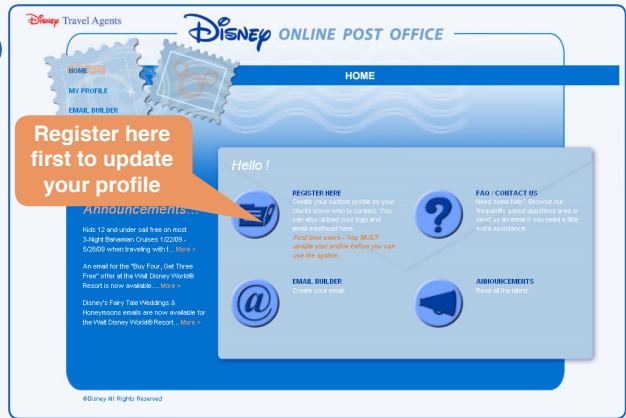 Disney Travel Agents
Disney ONLINE POST OFFICE
HOME
HOME
MY PROFILE
EMAIL BUILDER
Register here
first to update
your profile
Announcements...
Kids 12 and under sail free on most
3-Night Bahamian Cruises 1/22/09 -
5/28/09 when traveling with t... More »
An email for the "Buy Four, Get Three
Free" offer at the Walt Disney World®
Resort is now available.... More »
Disney's Fairy Tale Weddings &
Honeymoons emails are now available for
the Walt Disney World® Resort... More »
Hello !
REGISTER HERE
Create your custom profile so your
clients know who to contact. You
can also upload your logo and
email masthead here.
First time users - You MUST
update your profile before you can
use the system.
FAQ / CONTACT US
Need some help? Browse our
frequently asked questions area or
send us an email if you need a little
extra assistance.
@
EMAIL BUILDER
Create your email.
?
ANNOUNCEMENTS
Read all the latest.
©Disney All Rights Reserved